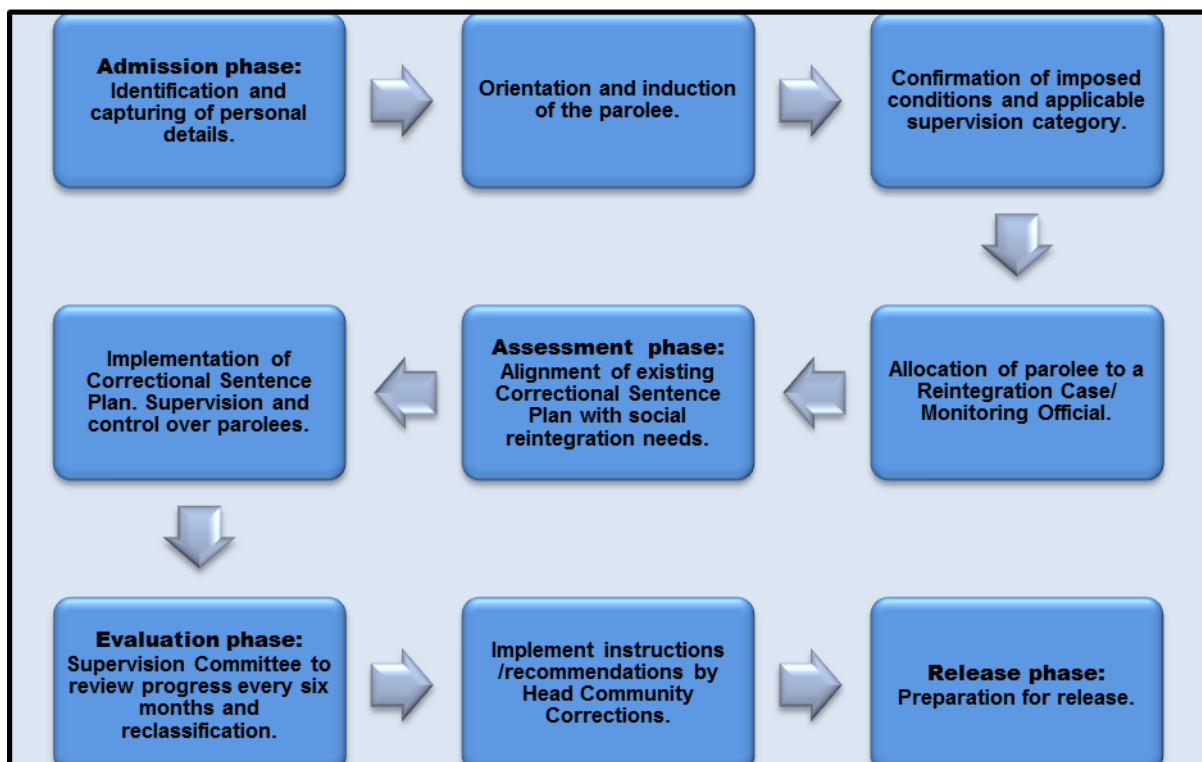 Admission phase:
Identification and
capturing of personal
details.
Orientation and induction
of the parolee.
Confirmation of imposed
conditions and applicable
supervision category.
Allocation of parolee to a
Reintegration Case/
Monitoring Official.
Assessment phase:
Alignment of existing
Correctional Sentence
Plan with social
reintegration needs.
Implementation of
Correctional Sentence
Plan. Supervision and
control over parolees.
Evaluation phase:
Supervision Committee to
review progress every six
months and
reclassification.
Implement instructions
/recommendations by
Head Community
Corrections.
Release phase:
Preparation for release.